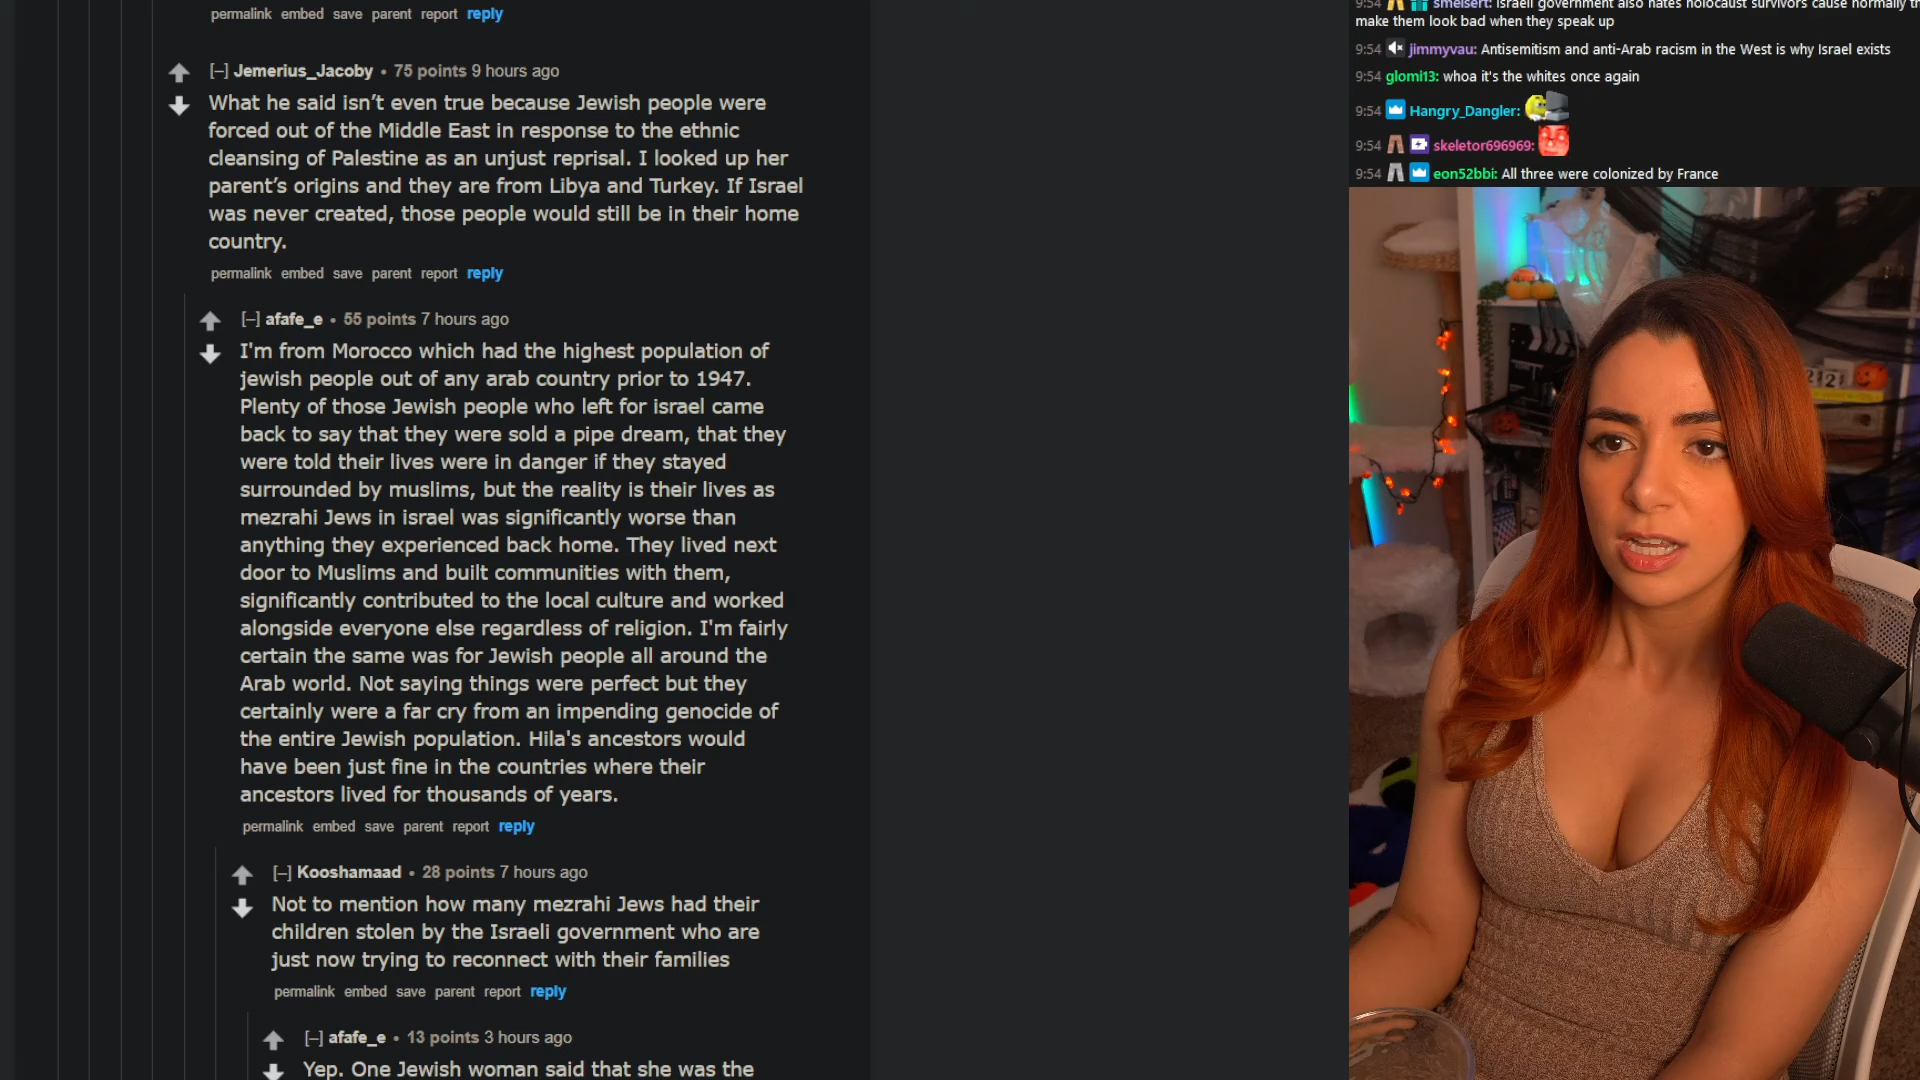 permalink embed save parent report reply
[–] Jemerius_Jacoby • 75 points 9 hours ago
What he said isn’t even true because Jewish people were
forced out of the Middle East in response to the ethnic
cleansing of Palestine as an unjust reprisal. I looked up her
parent’s origins and they are from Libya and Turkey. If Israel
was never created, those people would still be in their home
country.
permalink embed save parent report reply
[–] afafe_e • 55 points 7 hours ago
I'm from Morocco which had the highest population of
jewish people out of any arab country prior to 1947.
Plenty of those Jewish people who left for israel came
back to say that they were sold a pipe dream, that they
were told their lives were in danger if they stayed
surrounded by muslims, but the reality is their lives as
mezrahi Jews in israel was significantly worse than
anything they experienced back home. They lived next
door to Muslims and built communities with them,
significantly contributed to the local culture and worked
alongside everyone else regardless of religion. I'm fairly
certain the same was for Jewish people all around the
Arab world. Not saying things were perfect but they
certainly were a far cry from an impending genocide of
the entire Jewish population. Hila's ancestors would
have been just fine in the countries where their
ancestors lived for thousands of years.
permalink embed save parent report reply
[–] Kooshamaad • 28 points 7 hours ago
Not to mention how many mezrahi Jews had their
children stolen by the Israeli government who are
just now trying to reconnect with their families
permalink embed save parent report reply
[–] afafe_e • 13 points 3 hours ago
Yep. One Jewish woman said that she was the
9:54 smeisert: Israeli government also hates holocaust survivors cause normally
make them look bad when they speak up
9:54 jimmyvau: Antisemitism and anti-Arab racism in the West is why Israel exists
9:54 glomi13: whoa it's the whites once again
9:54 Hangry_Dangler:
9:54 skeletor696969:
9:54 eon52bbi: All three were colonized by France